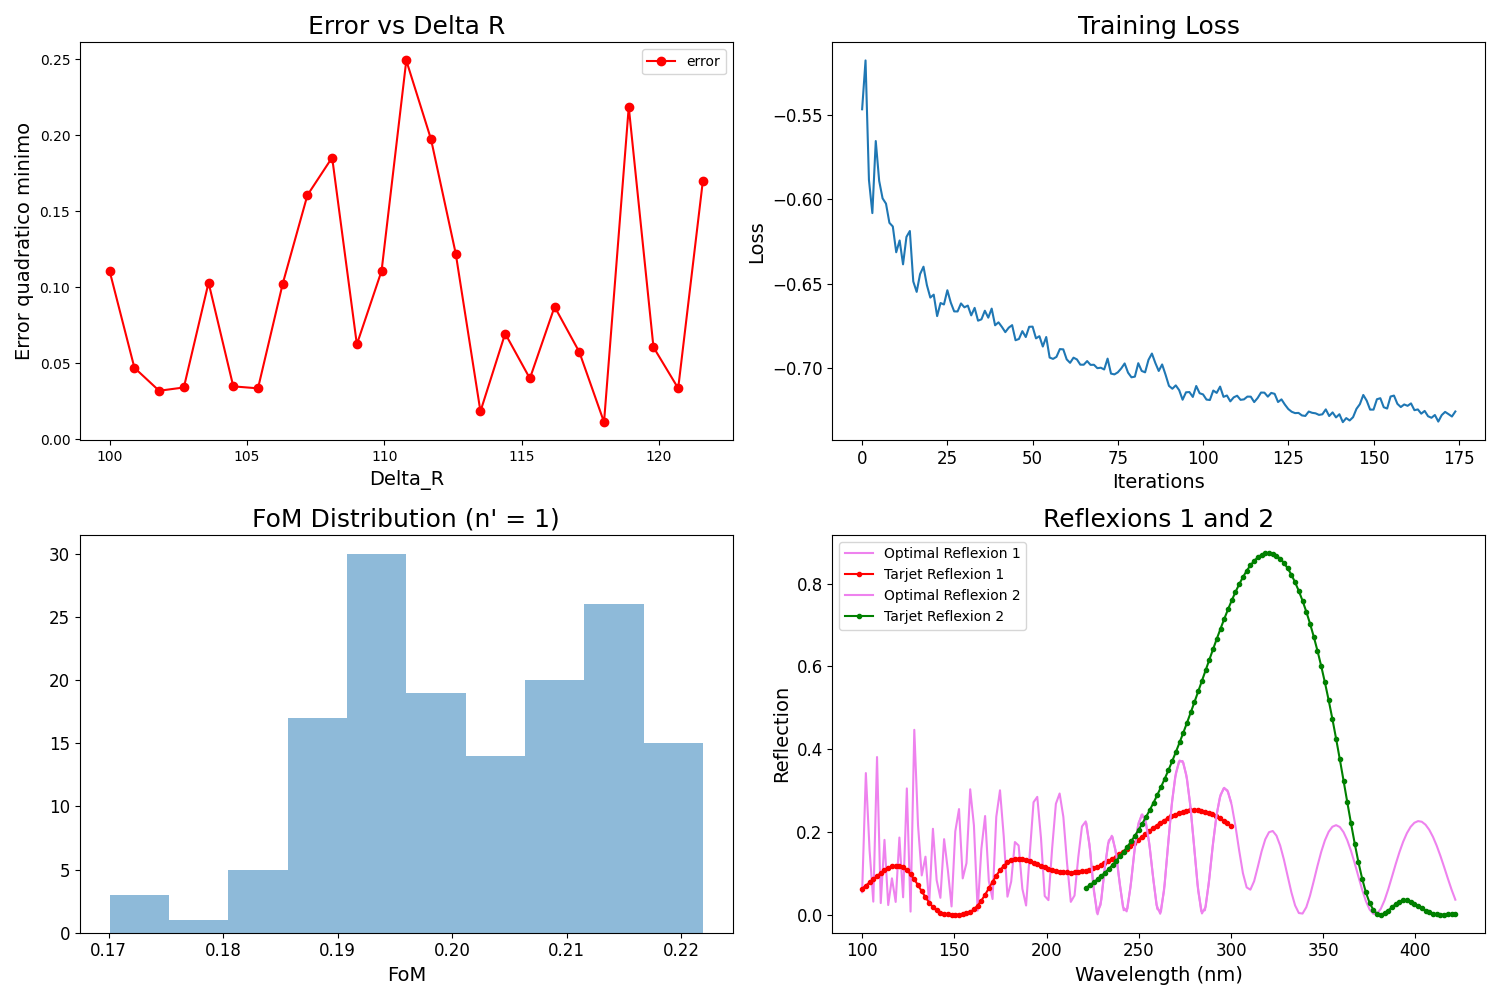 Error vs Delta R
error
Error quadratico minimo
0.25
0.20
0.15
0.10
0.05
0.00
100 105 110 115 120
Delta_R
Training Loss
Loss
−0.55
−0.60
−0.65
−0.70
0 25 50 75 100 125 150 175
Iterations
FoM Distribution (n' = 1)
30
25
20
15
10
5
0
0.17 0.18 0.19 0.20 0.21 0.22
FoM
Reflexions 1 and 2
Optimal Reflexion 1
Tarjet Reflexion 1
Optimal Reflexion 2
Tarjet Reflexion 2
Reflection
0.8
0.6
0.4
0.2
0.0
100 150 200 250 300 350 400
Wavelength (nm)